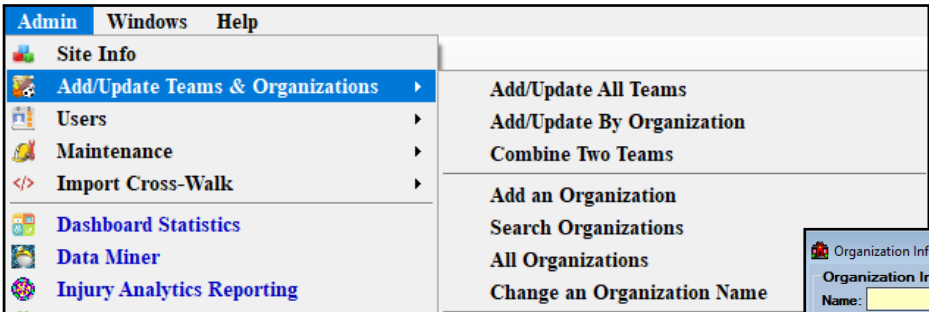 Admin Windows Help
Site Info
Add/Update Teams & Organizations
Users
Maintenance
Import Cross-Walk
Dashboard Statistics
Data Miner
Injury Analytics Reporting
Add/Update All Teams
Add/Update By Organization
Combine Two Teams
Add an Organization
Search Organizations
All Organizations
Change an Organization Name
Organization Inf
Organization In
Name: